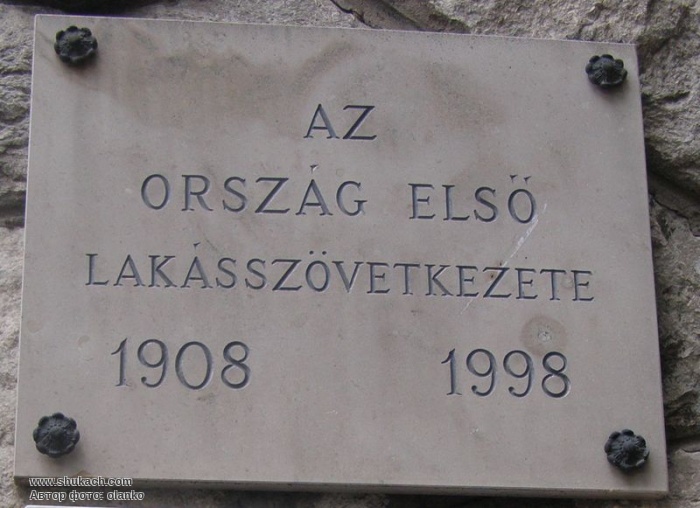 AZ
ORSZÁG ELSŐ
LAKÁSSZÖVETKEZETE
1908 1998
www.shukach.com
Автор фото: olanko